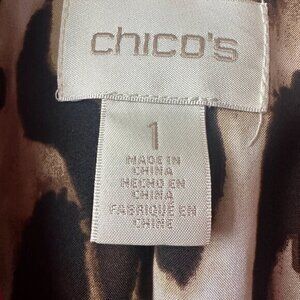 chico's
1
MADE IN
CHINA
HECHO EN
CHINA
FABRIQUÉ EN
CHINE